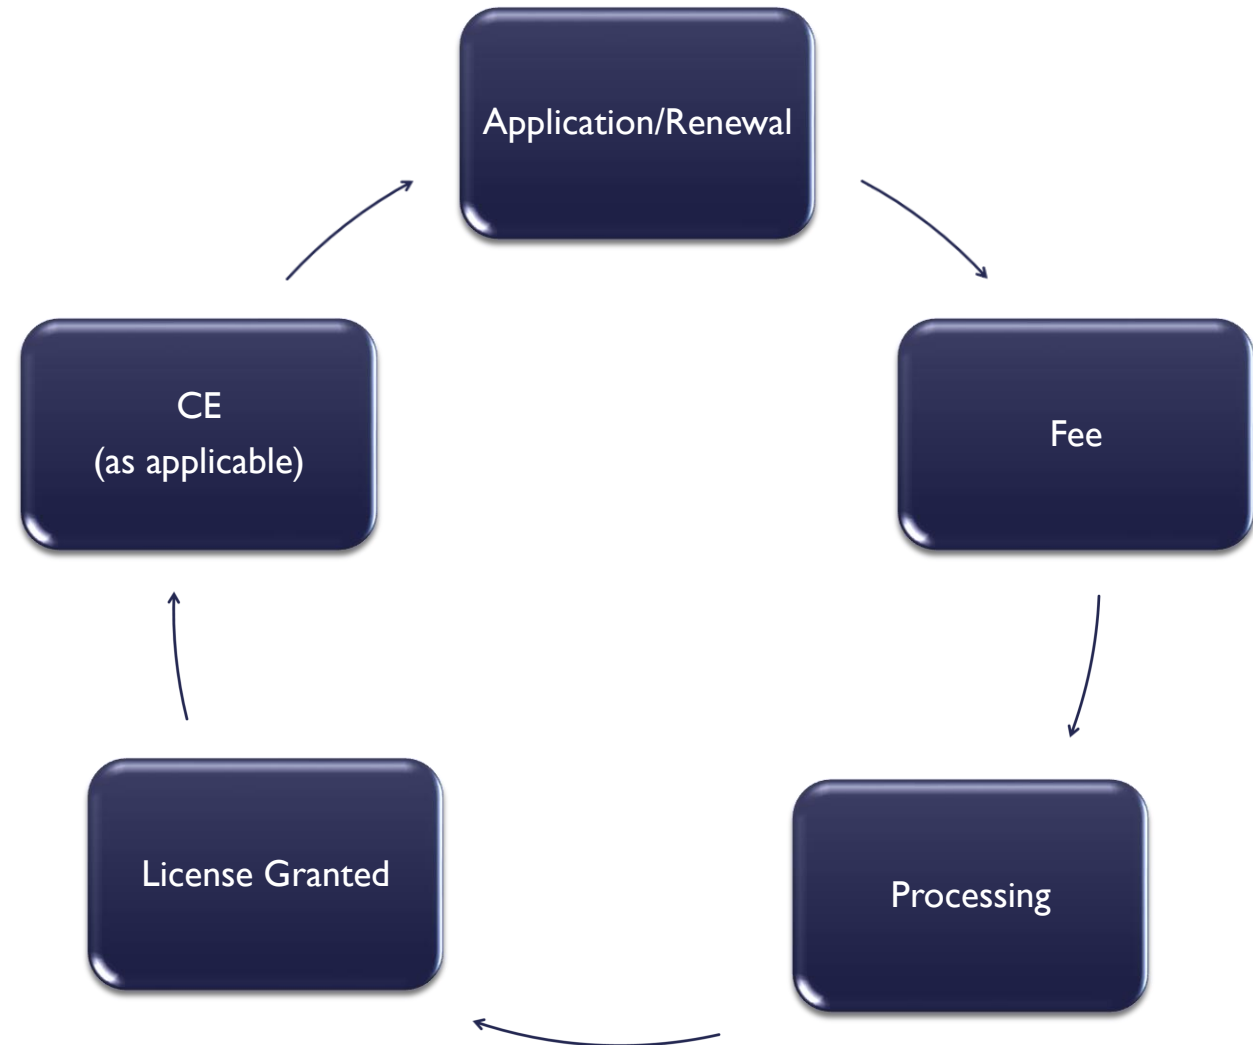 Application/Renewal
Fee
Processing
License Granted
CE
(as applicable)